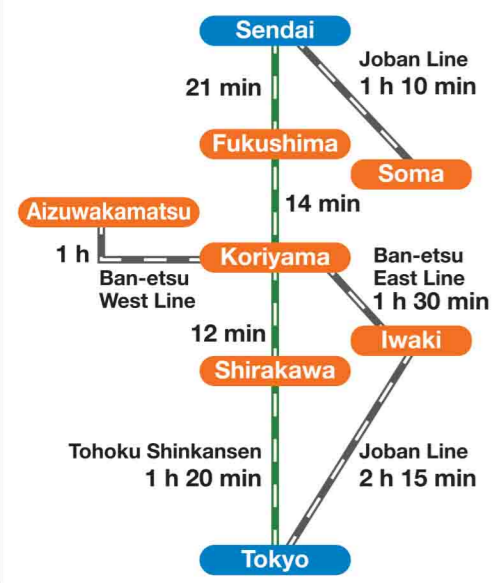 Sendai
Joban Line
1 h 10 min
21 min
Fukushima
Soma
14 min
Aizuwakamatsu
1 h
Ban-etsu
West Line
Koriyama
Ban-etsu
East Line
1 h 30 min
12 min
Iwaki
Shirakawa
Tohoku Shinkansen
1 h 20 min
Joban Line
2 h 15 min
Tokyo